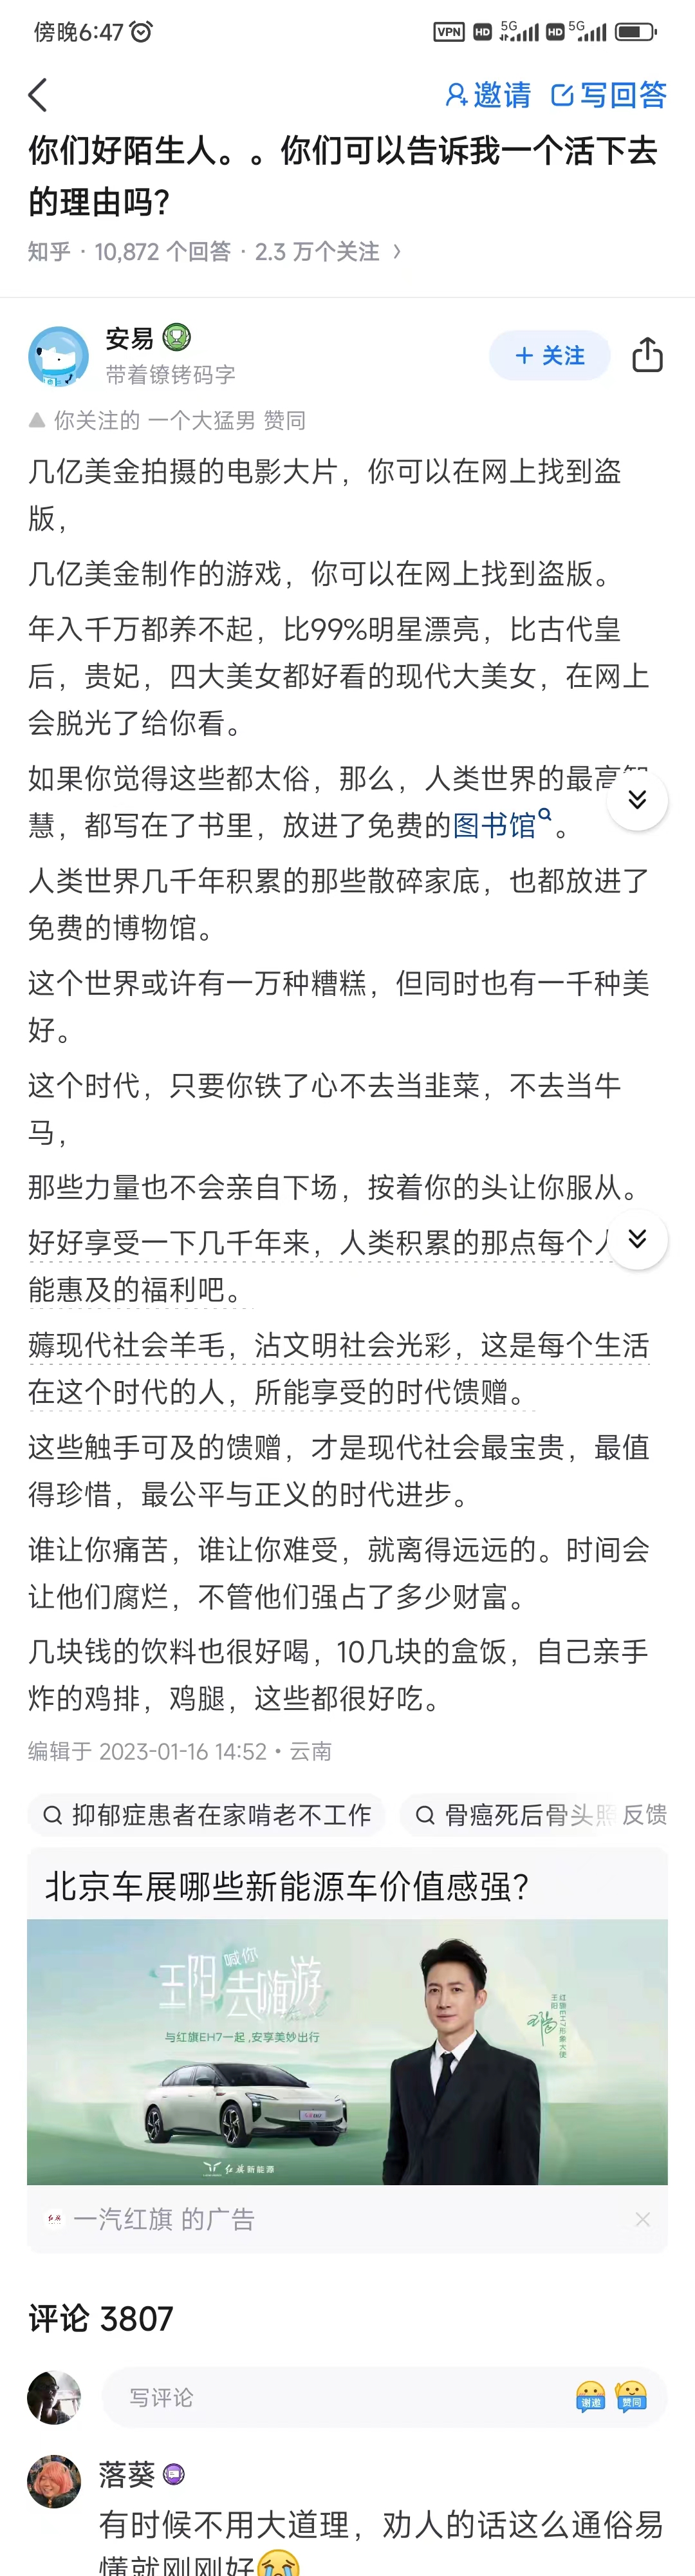 傍晚6:47
VPN HD 5G HD 5G
邀请 写回答
你们好陌生人。。你们可以告诉我一个活下去
的理由吗?
知乎 · 10,872 个回答 · 2.3 万个关注 >
安易
+ 关注
带着镣铐码字
你关注的 一个大猛男 赞同
几亿美金拍摄的电影大片，你可以在网上找到盗
版，
几亿美金制作的游戏，你可以在网上找到盗版。
年入千万都养不起，比99%明星漂亮，比古代皇
后，贵妃，四大美女都好看的现代大美女，在网上
会脱光了给你看。
如果你觉得这些都太俗，那么，人类世界的最高智
慧，都写在了书里，放进了免费的图书馆。
人类世界几千年积累的那些散碎家底，也都放进了
免费的博物馆。
这个世界或许有一万种糟糕，但同时也有一千种美
好。
这个时代，只要你铁了心不去当韭菜，不去当牛
马，
那些力量也不会亲自下场，按着你的头让你服从。
好好享受一下几千年来，人类积累的那点每个人
能惠及的福利吧。
薅现代社会羊毛，沾文明社会光彩，这是每个生活
在这个时代的人，所能享受的时代馈赠。
这些触手可及的馈赠，才是现代社会最宝贵，最值
得珍惜，最公平与正义的时代进步。
谁让你痛苦，谁让你难受，就离得远远的。时间会
让他们腐烂，不管他们强占了多少财富。
几块钱的饮料也很好喝，10几块的盒饭，自己亲手
炸的鸡排，鸡腿，这些都很好吃。
编辑于 2023-01-16 14:52 • 云南
抑郁症患者在家啃老不工作 骨癌死后骨头照 反馈
北京车展哪些新能源车价值感强?
王阳 喊你
去嗨游
与红旗EH7一起,安享美妙出行
红旗EH7形象大使
王阳
红旗新能源
一汽红旗 的广告
评论 3807
写评论
谢邀 赞同
落葵
有时候不用大道理，劝人的话这么通俗易
懂就刚刚好😭